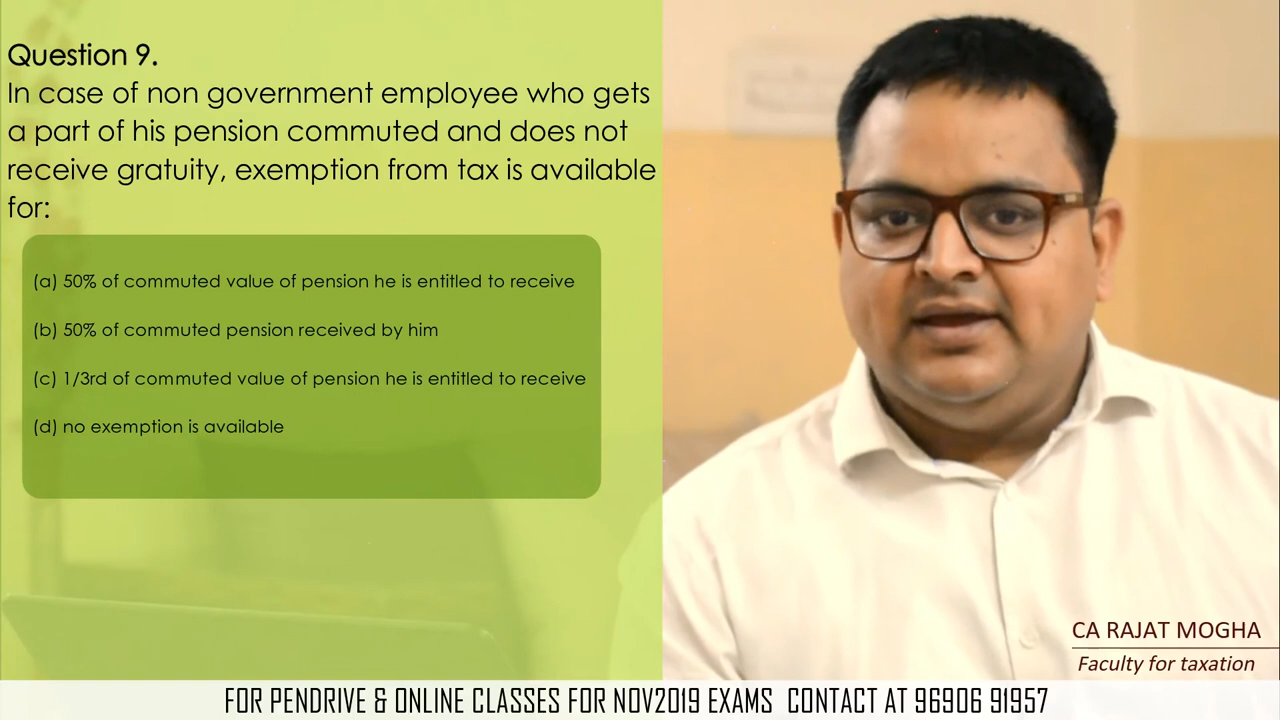 Question 9.
In case of non government employee who gets
a part of his pension commuted and does not
receive gratuity, exemption from tax is available
for:
(a) 50% of commuted value of pension he is entitled to receive
(b) 50% of commuted pension received by him
(c) 1/3rd of commuted value of pension he is entitled to receive
(d) no exemption is available
CA RAJAT MOGHA
Faculty for taxation
FOR PENDRIVE & ONLINE CLASSES FOR NOV2019 EXAMS CONTACT AT 96906 91957